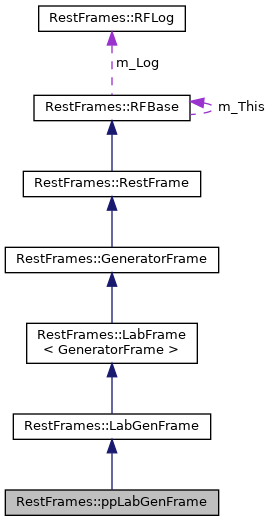 RestFrames::RFLog
m_Log
RestFrames::RFBase
m_This
RestFrames::RestFrame
RestFrames::GeneratorFrame
RestFrames::LabFrame
< GeneratorFrame >
RestFrames::LabGenFrame
RestFrames::ppLabGenFrame